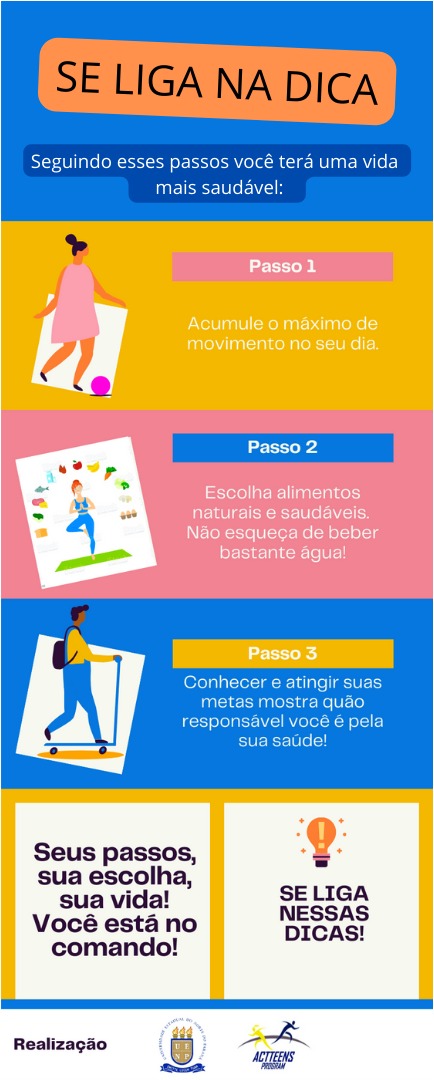 SE LIGA NA DICA
Seguindo esses passos você terá uma vida
mais saudável:
Passo 1
Acumule o máximo de
movimento no seu dia.
Passo 2
Escolha alimentos
naturais e saudáveis.
Não esqueça de beber
bastante água!
Passo 3
Conhecer e atingir suas
metas mostra quão
responsável você é pela
sua saúde!
Seus passos,
sua escolha,
sua vida!
Você está no
comando!
SE LIGA
NESSAS
DICAS!
Realização
UENP
ACTTEENS
PROGRAM